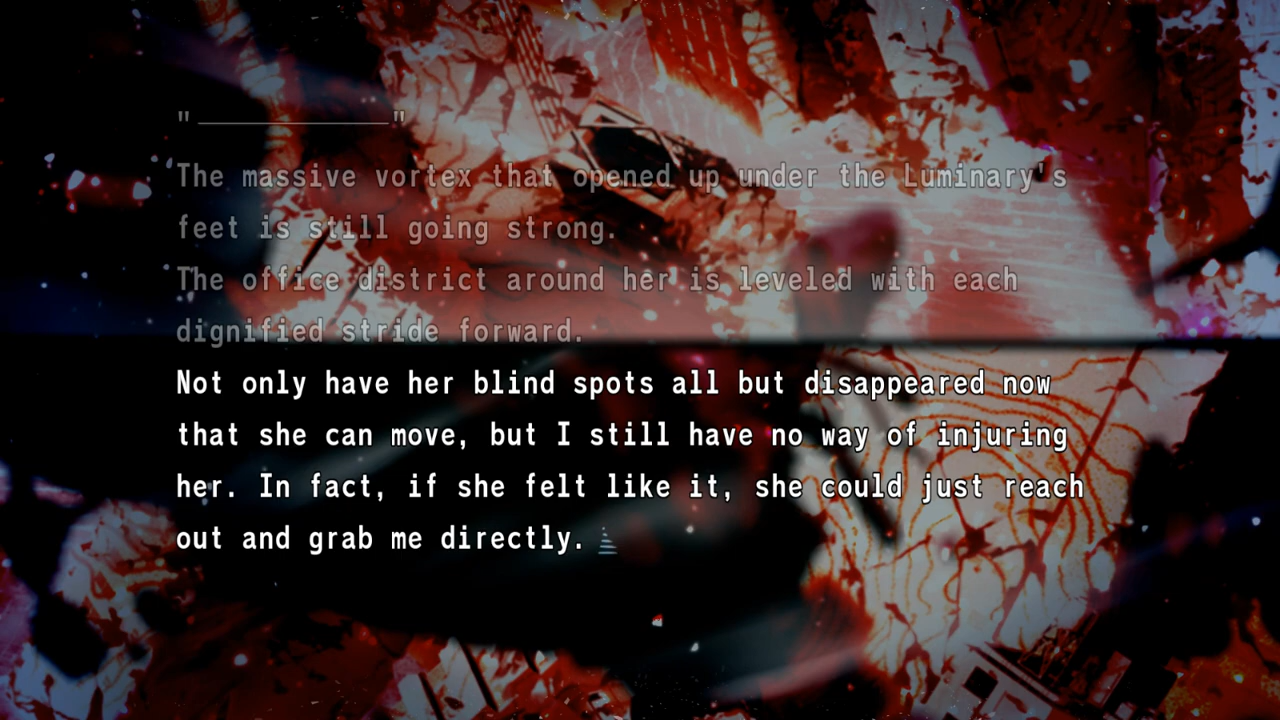 "——————"
The massive vortex that opened up under the Luminary's
feet is still going strong.
The office district around her is leveled with each
dignified stride forward.
Not only have her blind spots all but disappeared now
that she can move, but I still have no way of injuring
her. In fact, if she felt like it, she could just reach
out and grab me directly.